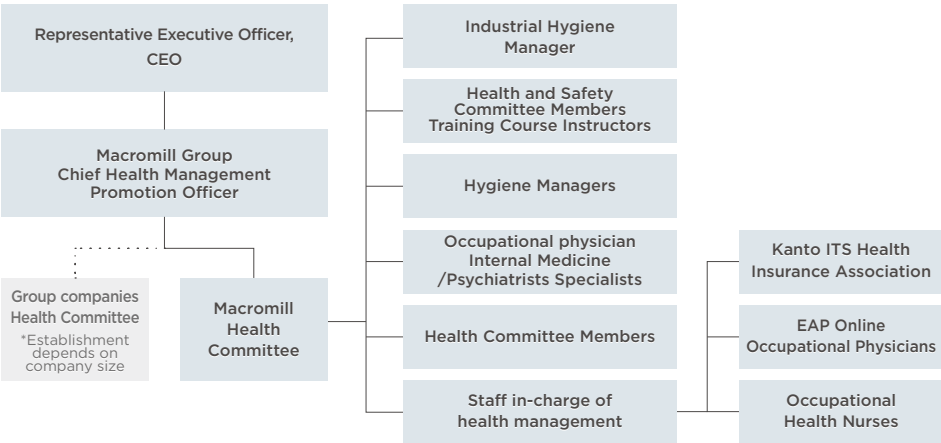 Representative Executive Officer,
CEO
Macromill Group
Chief Health Management
Promotion Officer
Group companies
Health Committee
*Establishment
depends on
company size
Macromill
Health
Committee
Industrial Hygiene
Manager
Health and Safety
Committee Members
Training Course Instructors
Hygiene Managers
Occupational physician
Internal Medicine
/Psychiatrists Specialists
Health Committee Members
Staff in-charge of
health management
Kanto ITS Health
Insurance Association
EAP Online
Occupational Physicians
Occupational
Health Nurses